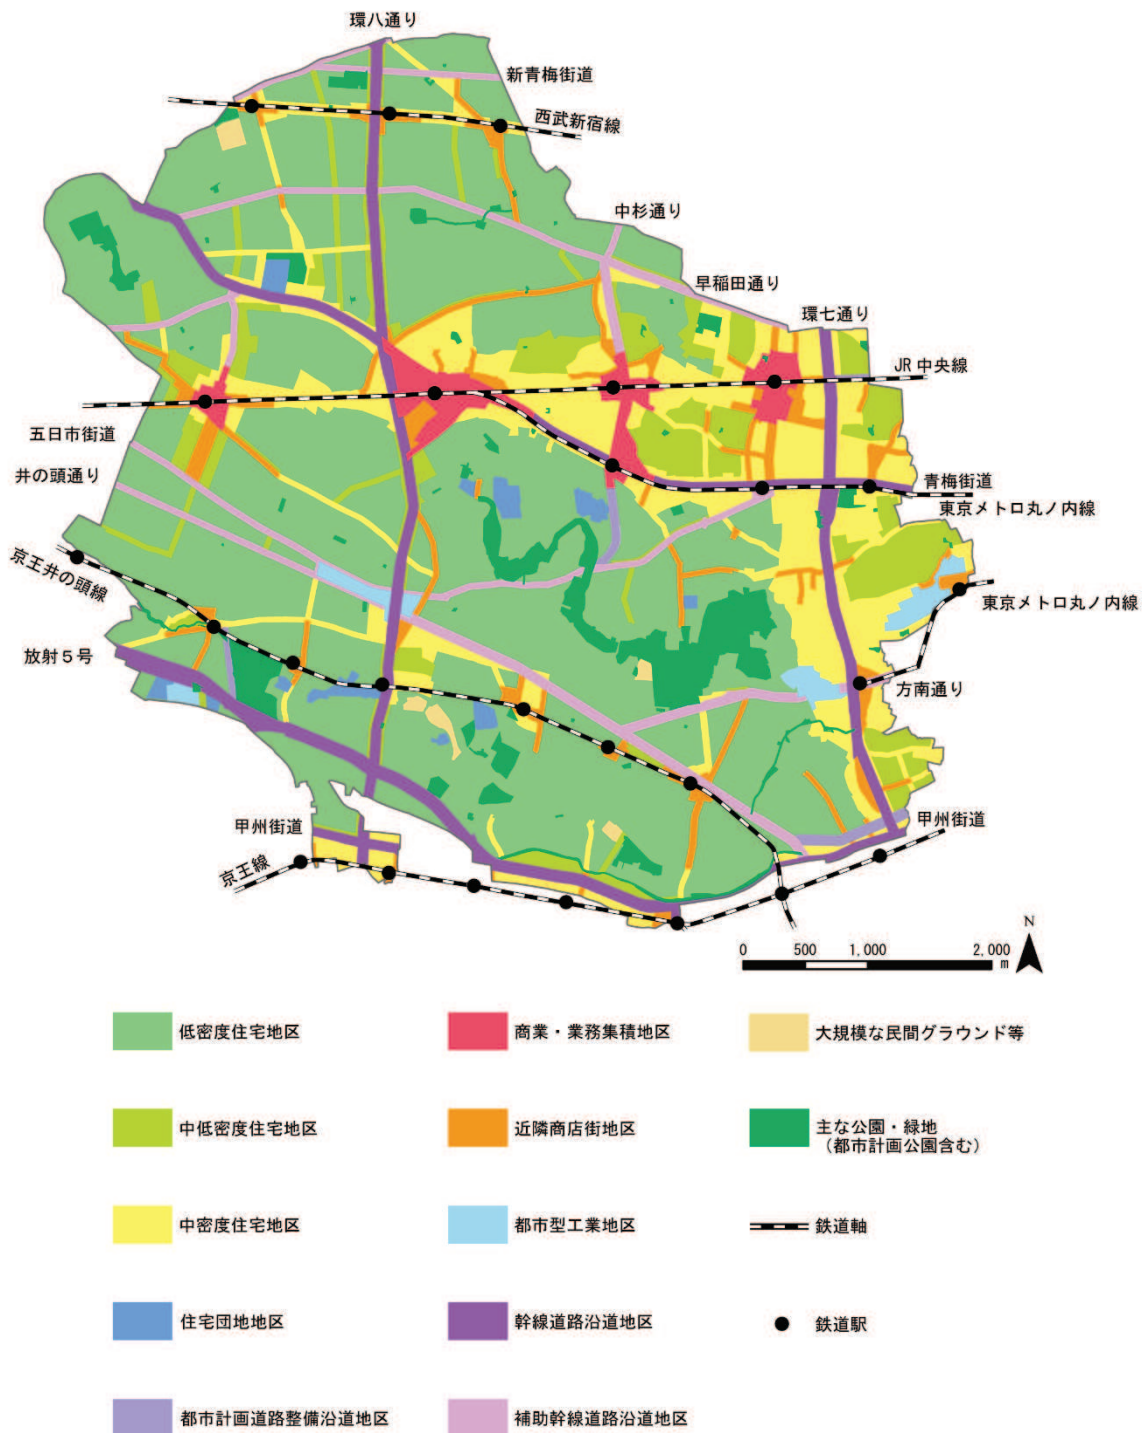 環八通り
新青梅街道
西武新宿線
中杉通り
早稲田通り
環七通り
JR中央線
五日市街道
井の頭通り
青梅街道
東京メトロ丸ノ内線
京王井の頭線
東京メトロ丸ノ内線
放射5号
方南通り
甲州街道
甲州街道
京王線
N
0 500 1,000 2,000
m
低密度住宅地区
商業・業務集積地区
大規模な民間グラウンド等
中低密度住宅地区
近隣商店街地区
主な公園・緑地
(都市計画公園含む)
中密度住宅地区
都市型工業地区
鉄道軸
住宅団地地区
幹線道路沿道地区
鉄道駅
都市計画道路整備沿道地区
補助幹線道路沿道地区